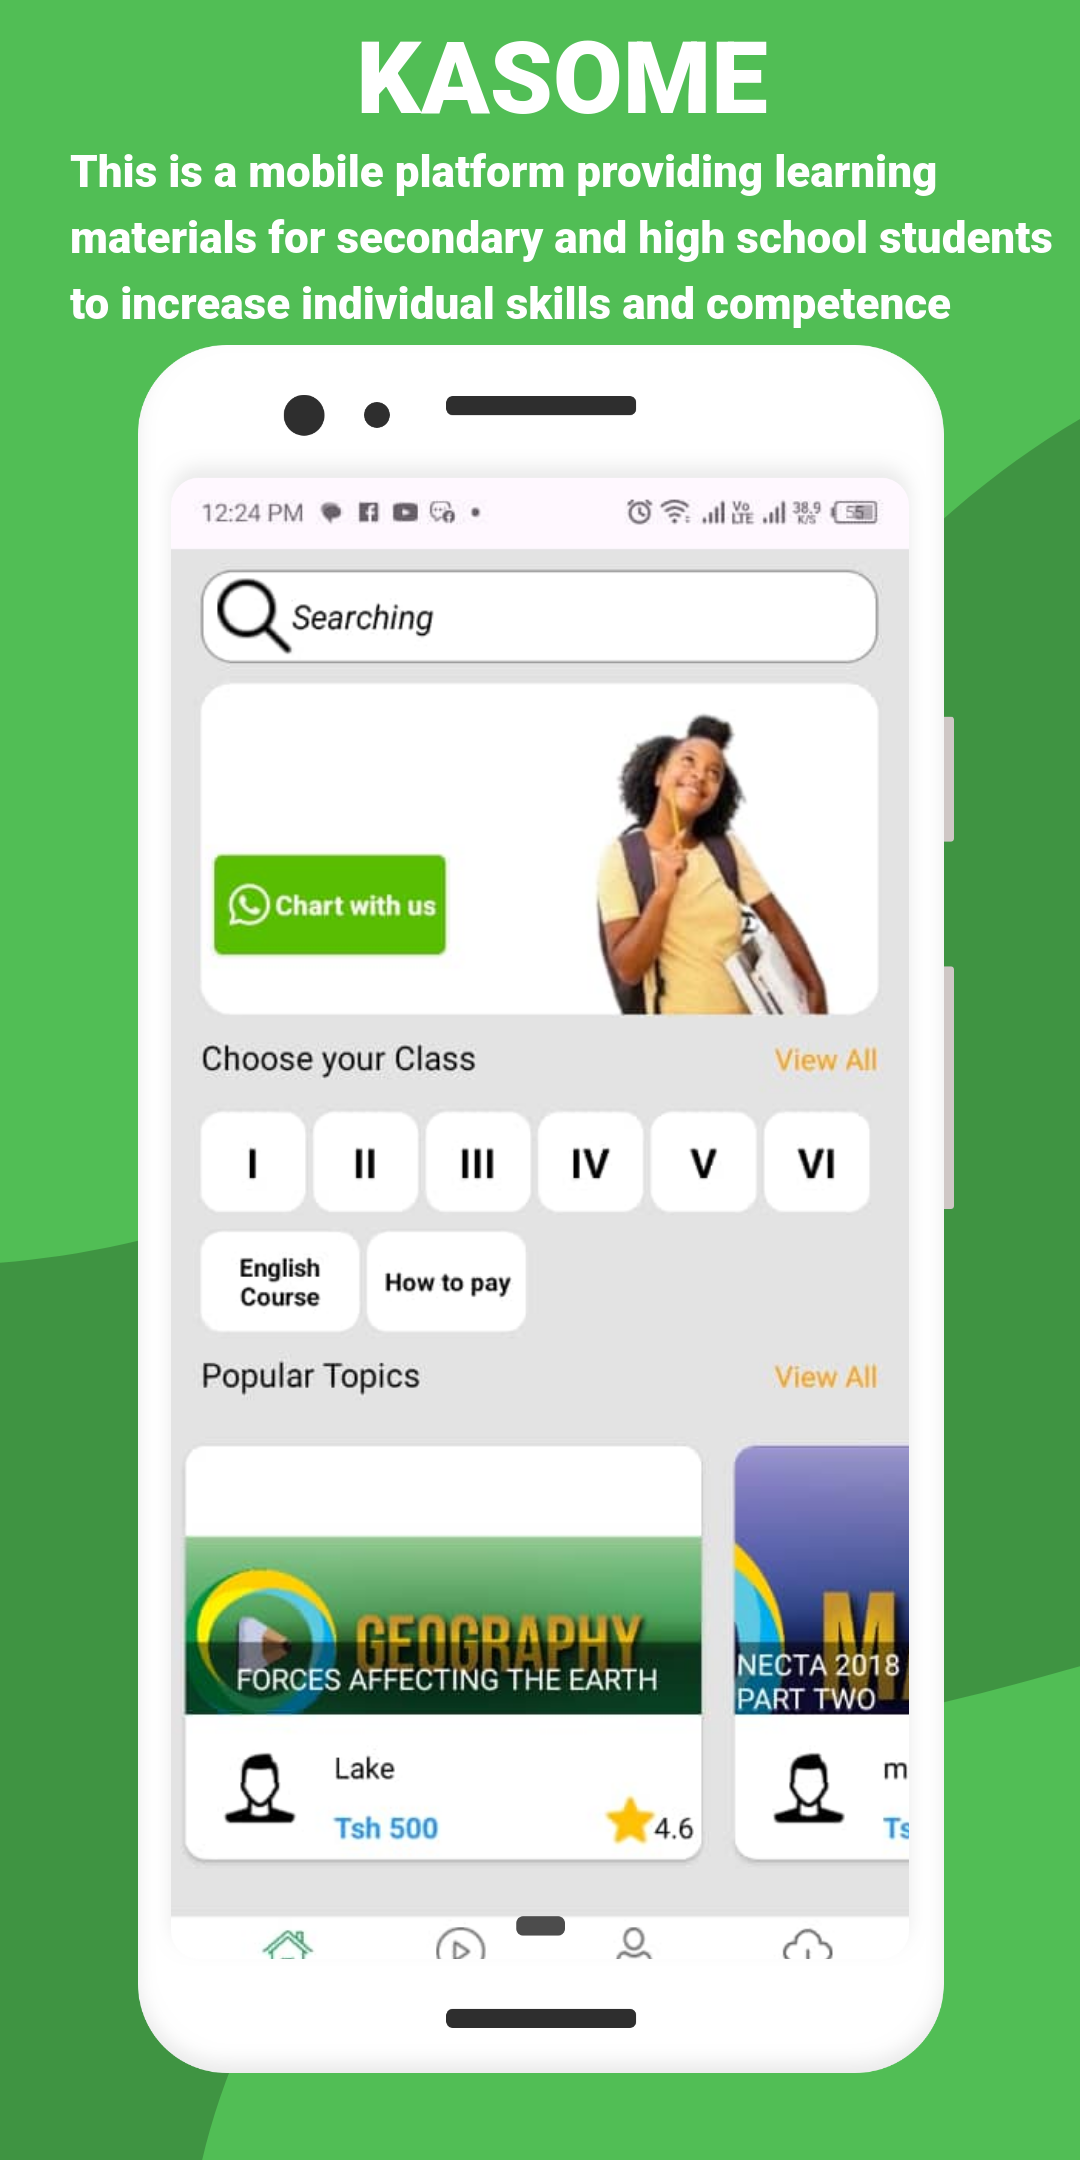 KASOME
This is a mobile platform providing learning
materials for secondary and high school students
to increase individual skills and competence
12:24 PM
Vo
LTE
38.9
K/S
55
Searching
Chart with us
Choose your Class
View All
I
II
III
IV
V
VI
English
Course
How to pay
Popular Topics
View All
GEOGRAPHY
FORCES AFFECTING THE EARTH
Lake
Tsh 500
4.6
MA
NECTA 2018
PART TWO
m
Ts